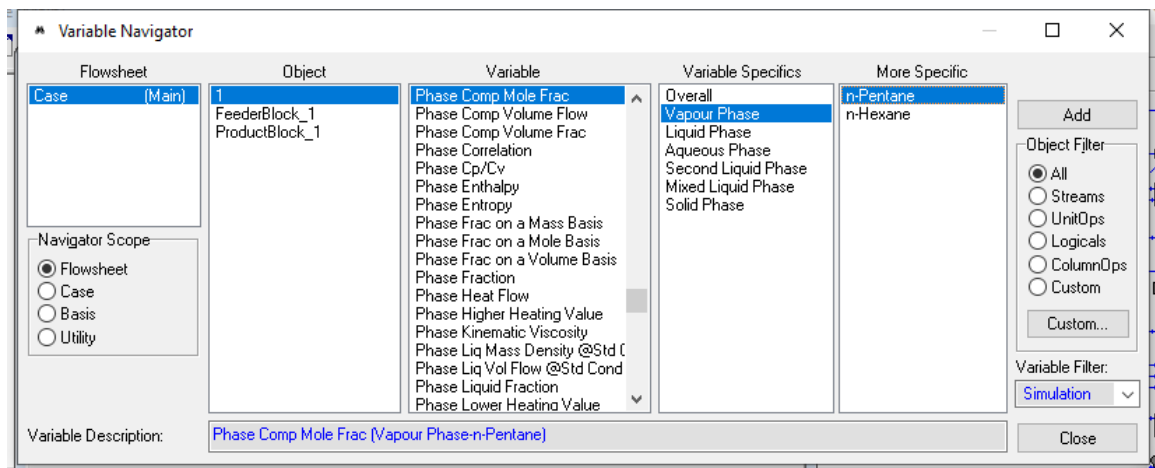 Variable Navigator
Flowsheet
Case (Main)
Navigator Scope
Flowsheet
Case
Basis
Utility
Object
1
FeederBlock_1
ProductBlock_1
Variable
Phase Comp Mole Frac
Phase Comp Volume Flow
Phase Comp Volume Frac
Phase Correlation
Phase Cp/Cv
Phase Enthalpy
Phase Entropy
Phase Frac on a Mass Basis
Phase Frac on a Mole Basis
Phase Frac on a Volume Basis
Phase Fraction
Phase Heat Flow
Phase Higher Heating Value
Phase Kinematic Viscosity
Phase Liq Mass Density @Std C
Phase Liq Vol Flow @Std Cond
Phase Liquid Fraction
Phase Lower Heating Value
Variable Specifics
Overall
Vapour Phase
Liquid Phase
Aqueous Phase
Second Liquid Phase
Mixed Liquid Phase
Solid Phase
More Specific
n-Pentane
n-Hexane
Add
Object Filter
All
Streams
UnitOps
Logicals
ColumnOps
Custom
Custom...
Variable Filter:
Simulation
Variable Description:
Phase Comp Mole Frac (Vapour Phase-n-Pentane)
Close